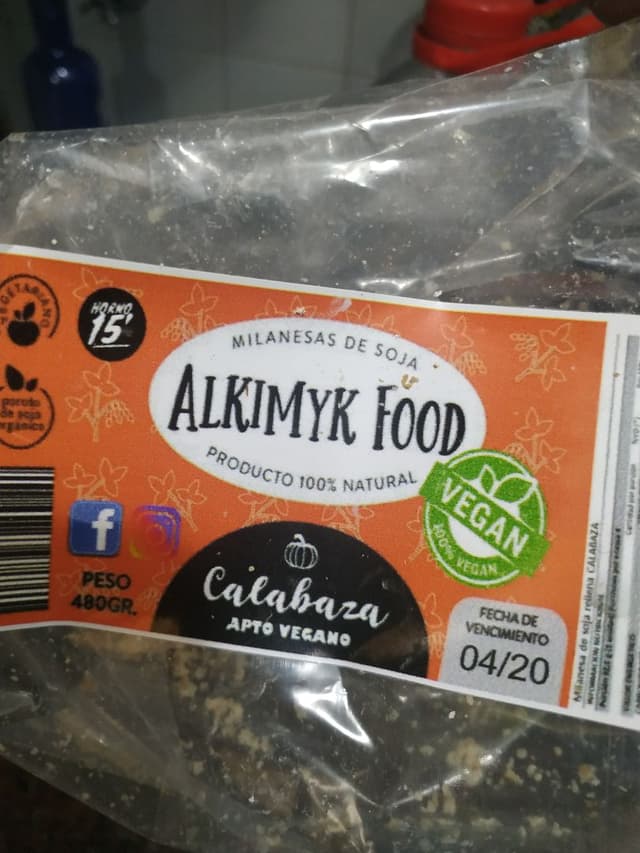 VEGETARIANO
HORNO
15'
MILANESAS DE SOJA
ALKIMYK FOOD
PRODUCTO 100% NATURAL
poroto
de soja
orgánico
VEGAN
100% VEGAN
f
PESO
480GR.
Calabaza
APTO VEGANO
FECHA DE
VENCIMIENTO
04/20
Milanesa de soja rellena CALABAZA